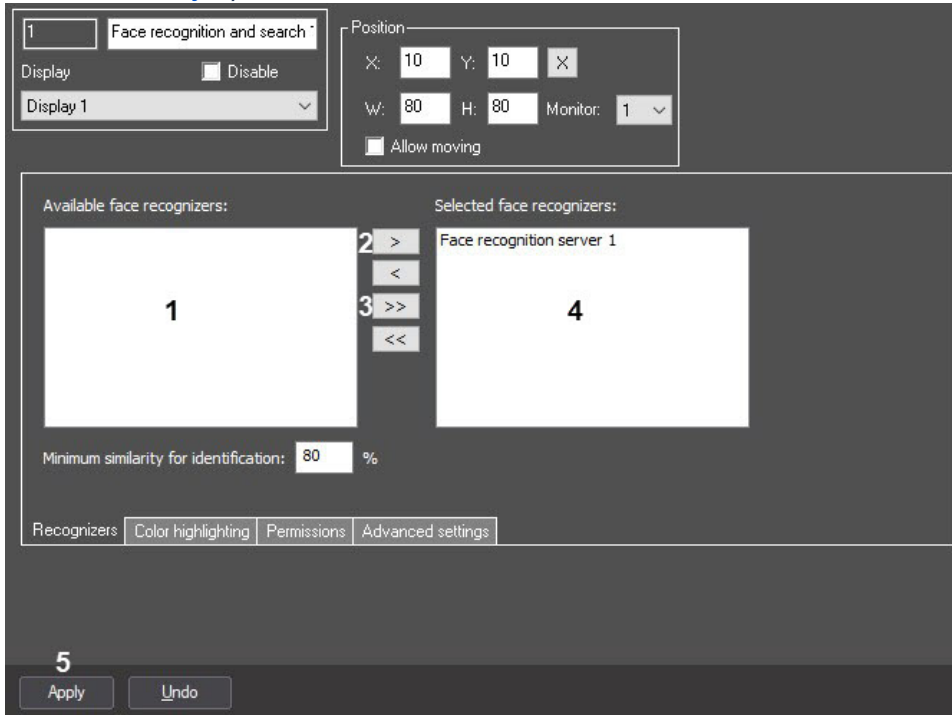 1 Face recognition and search
Display Disable
Display 1
Position
X: 10 Y: 10 X
W: 80 H: 80 Monitor: 1
Allow moving
Available face recognizers: Selected face recognizers:
Face recognition server 1
2 >
<
1 3 >> 4
<<
Minimum similarity for identification: 80 %
Recognizers Color highlighting Permissions Advanced settings
5
Apply Undo